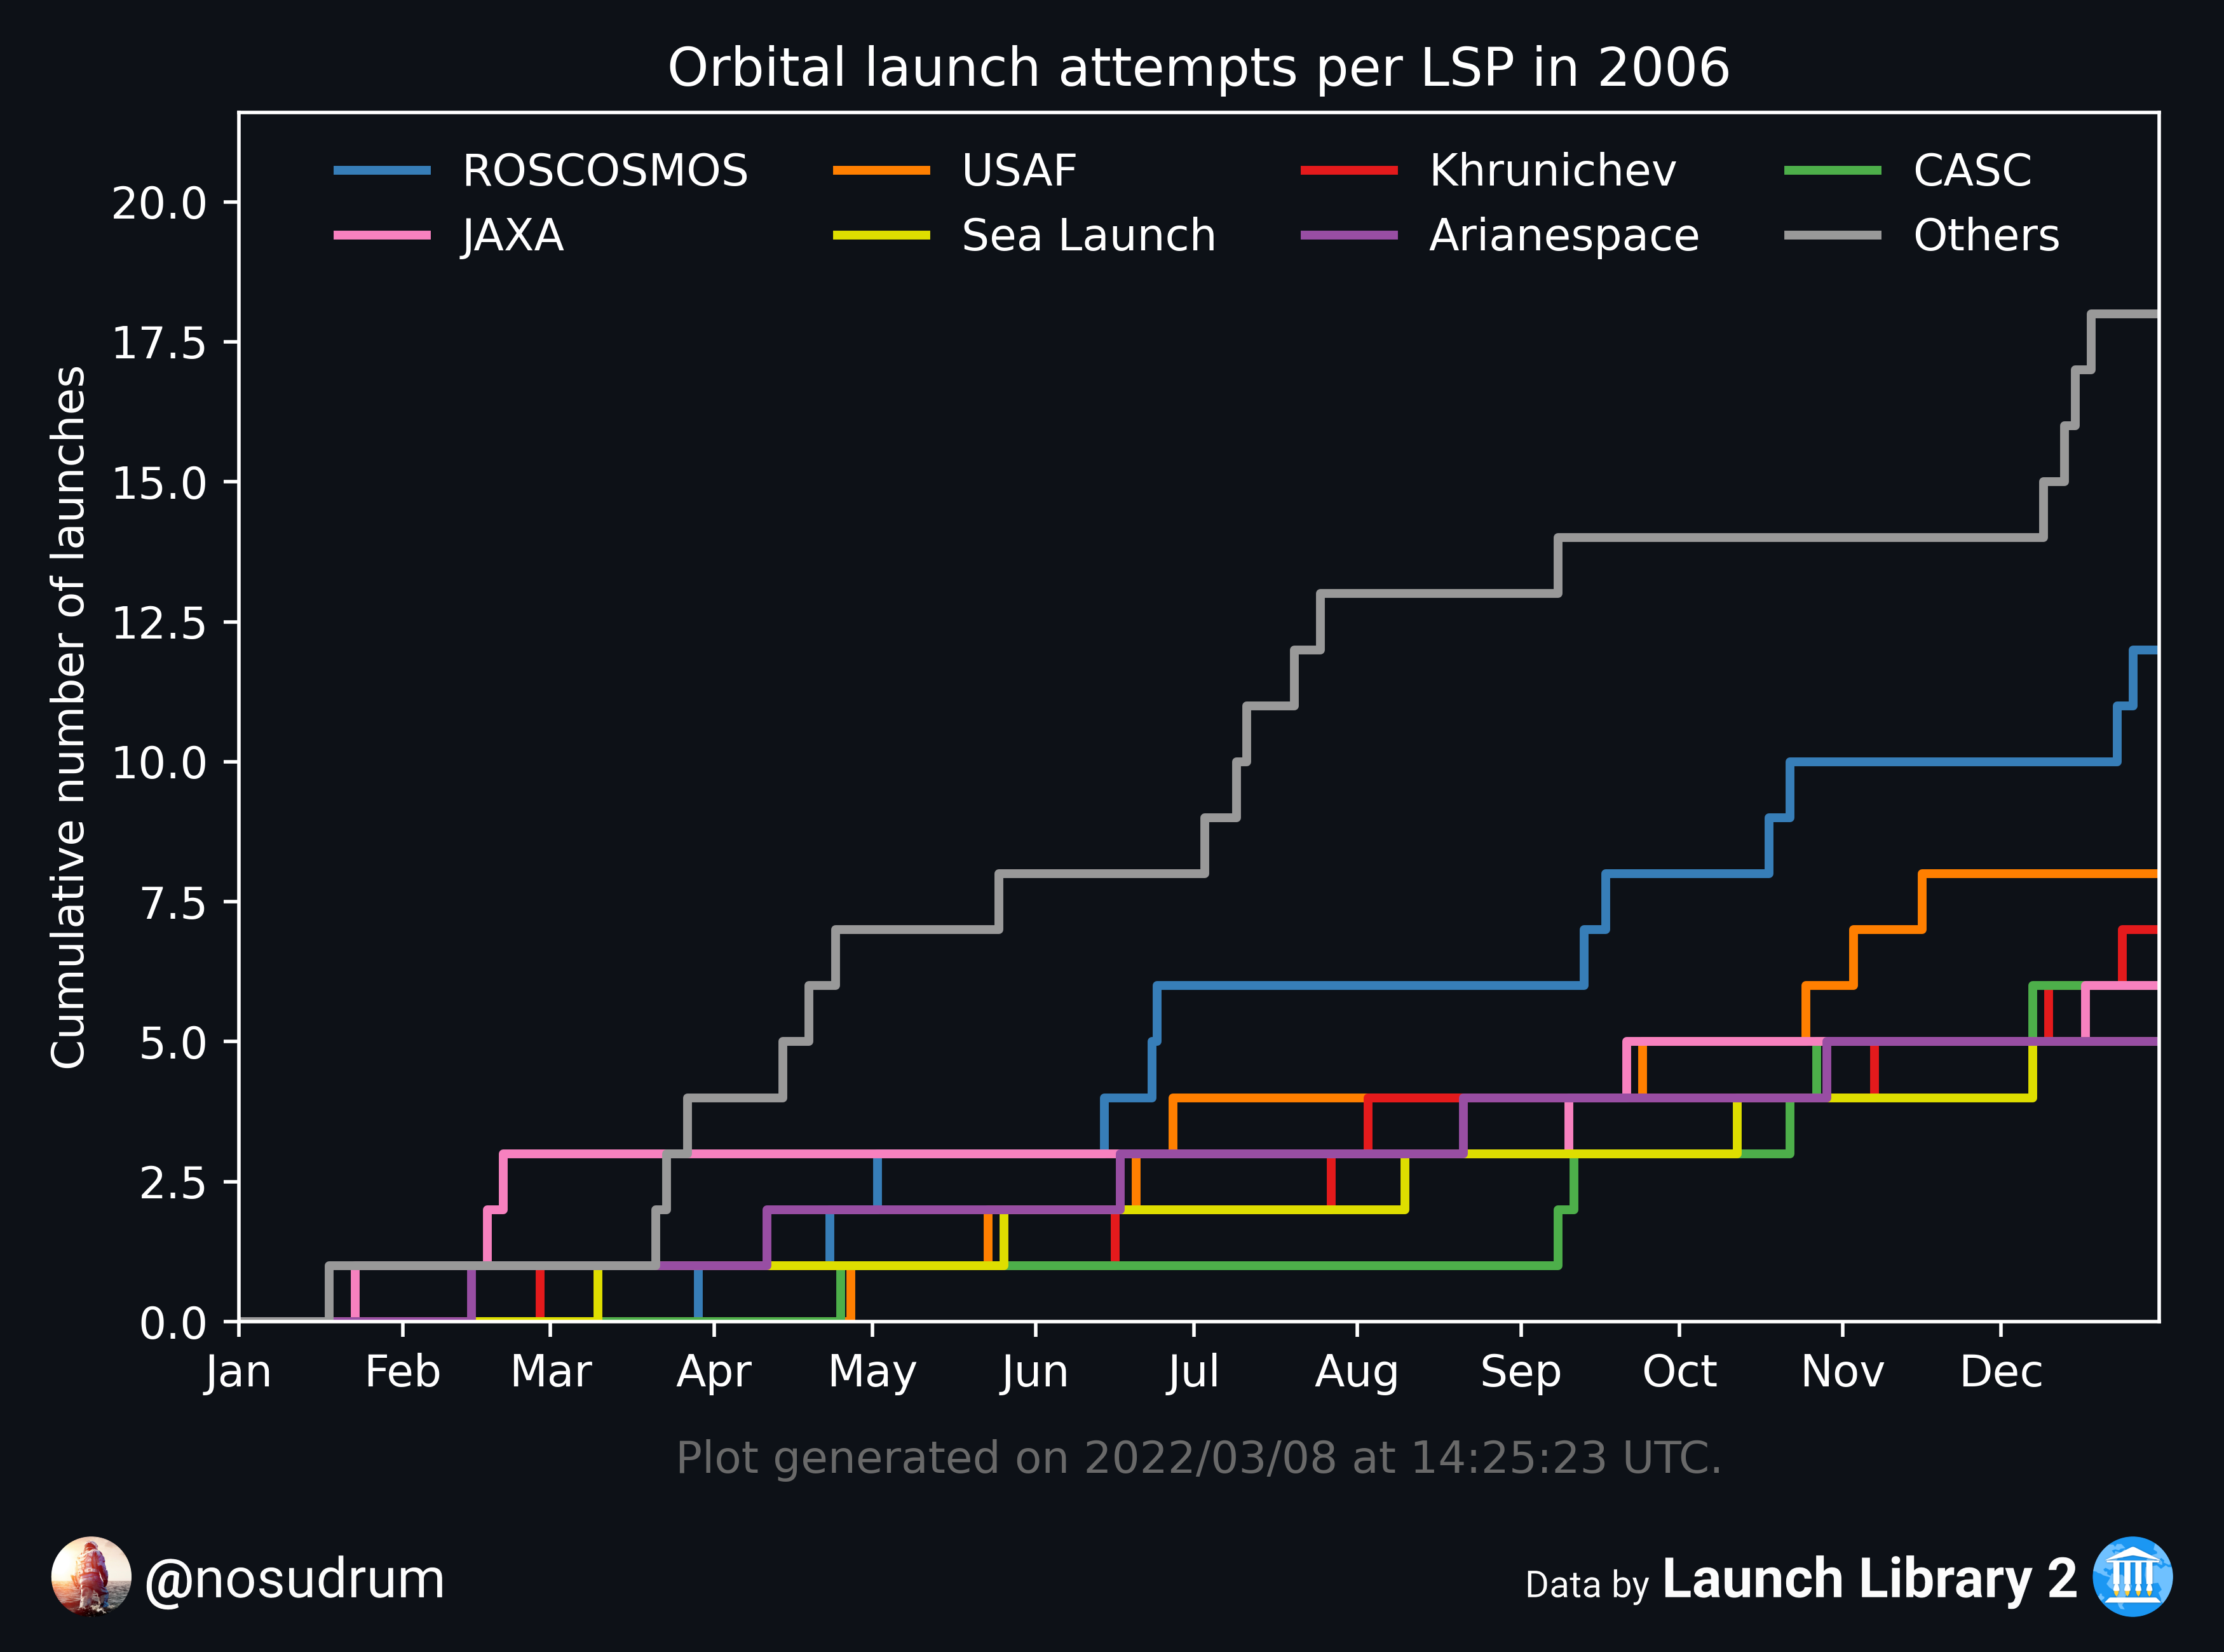 Orbital launch attempts per LSP in 2006
ROSCOSMOS USAF Khrunichev CASC
JAXA Sea Launch Arianespace Others
Cumulative number of launches
20.0
17.5
15.0
12.5
10.0
7.5
5.0
2.5
0.0
Jan Feb Mar Apr May Jun Jul Aug Sep Oct Nov Dec
Plot generated on 2022/03/08 at 14:25:23 UTC.
@nosudrum
Data by Launch Library 2